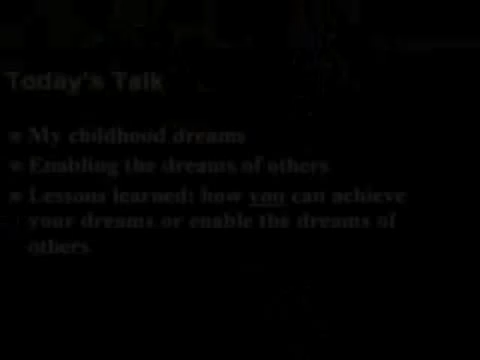 Today's Talk
My childhood dreams
Enabling the dreams of others
Lessons learned: how you can achieve
your dreams or enable the dreams of
others